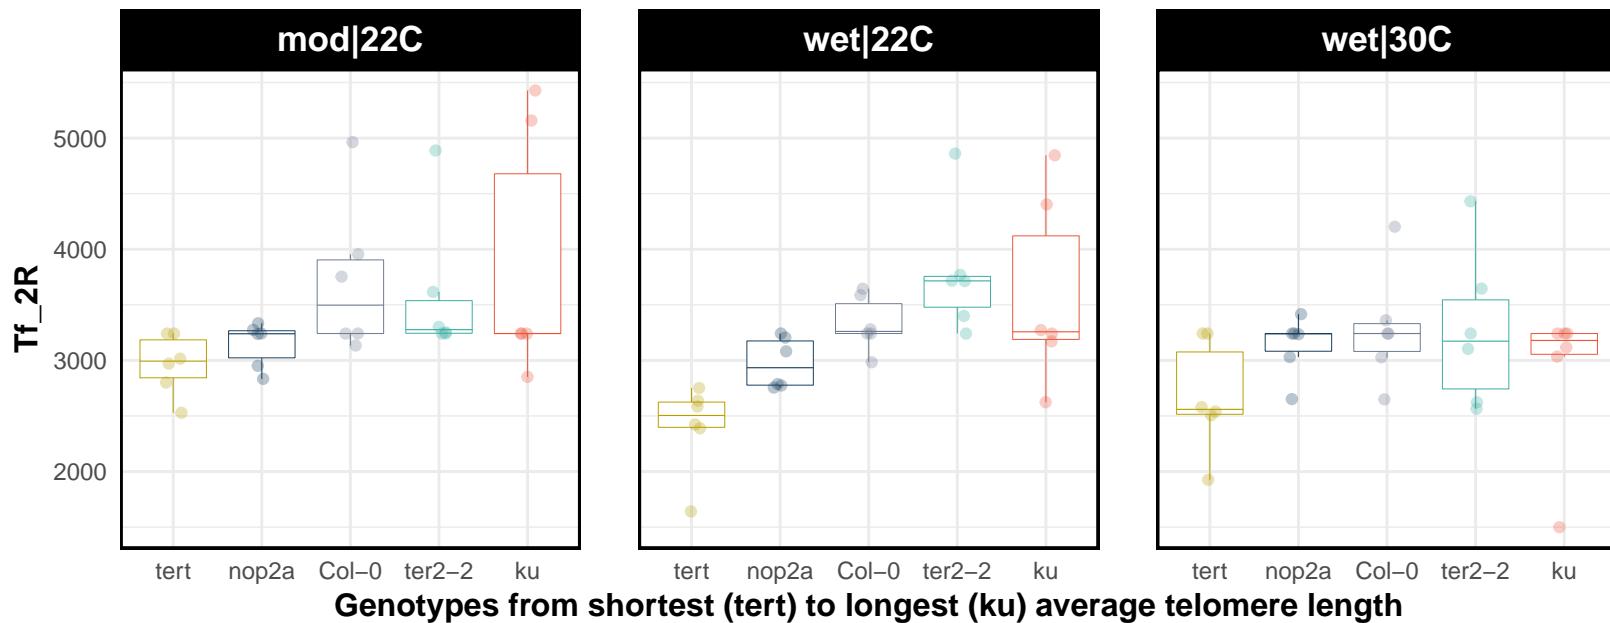 mod|22C wet|22C wet|30C
5000
4000
3000
2000
Tf_2R
tert nop2a Col−0 ter2−2 ku tert nop2a Col−0 ter2−2 ku tert nop2a Col−0 ter2−2 ku
Genotypes from shortest (tert) to longest (ku) average telomere length